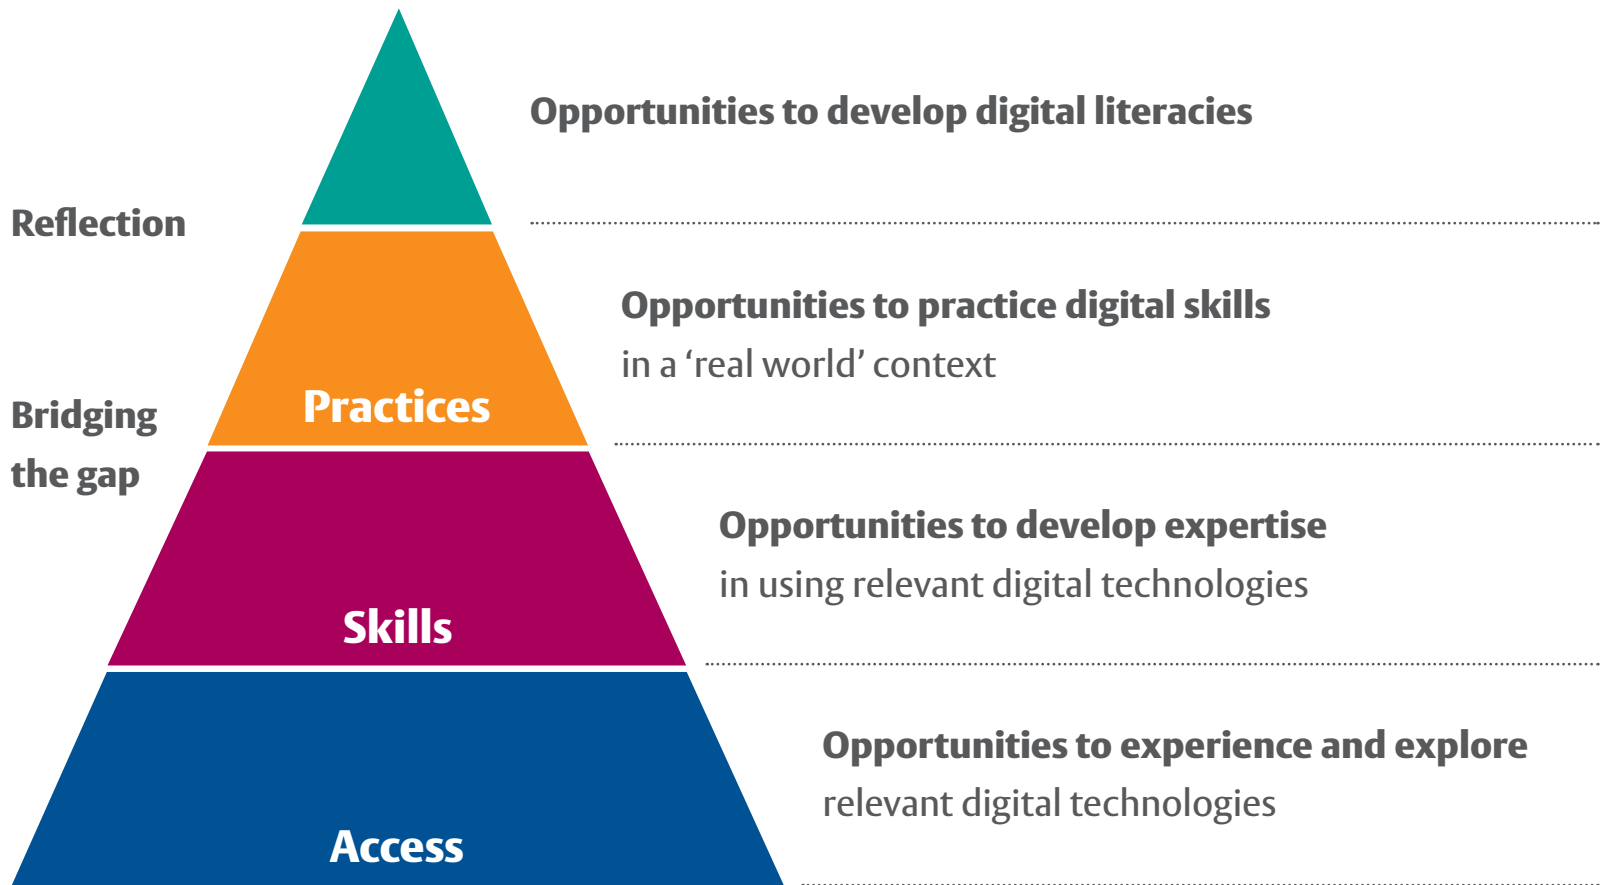 Opportunities to develop digital literacies
Reflection
Opportunities to practice digital skills
in a ‘real world’ context
Practices
Bridging
the gap
Opportunities to develop expertise
in using relevant digital technologies
Skills
Opportunities to experience and explore
relevant digital technologies
Access